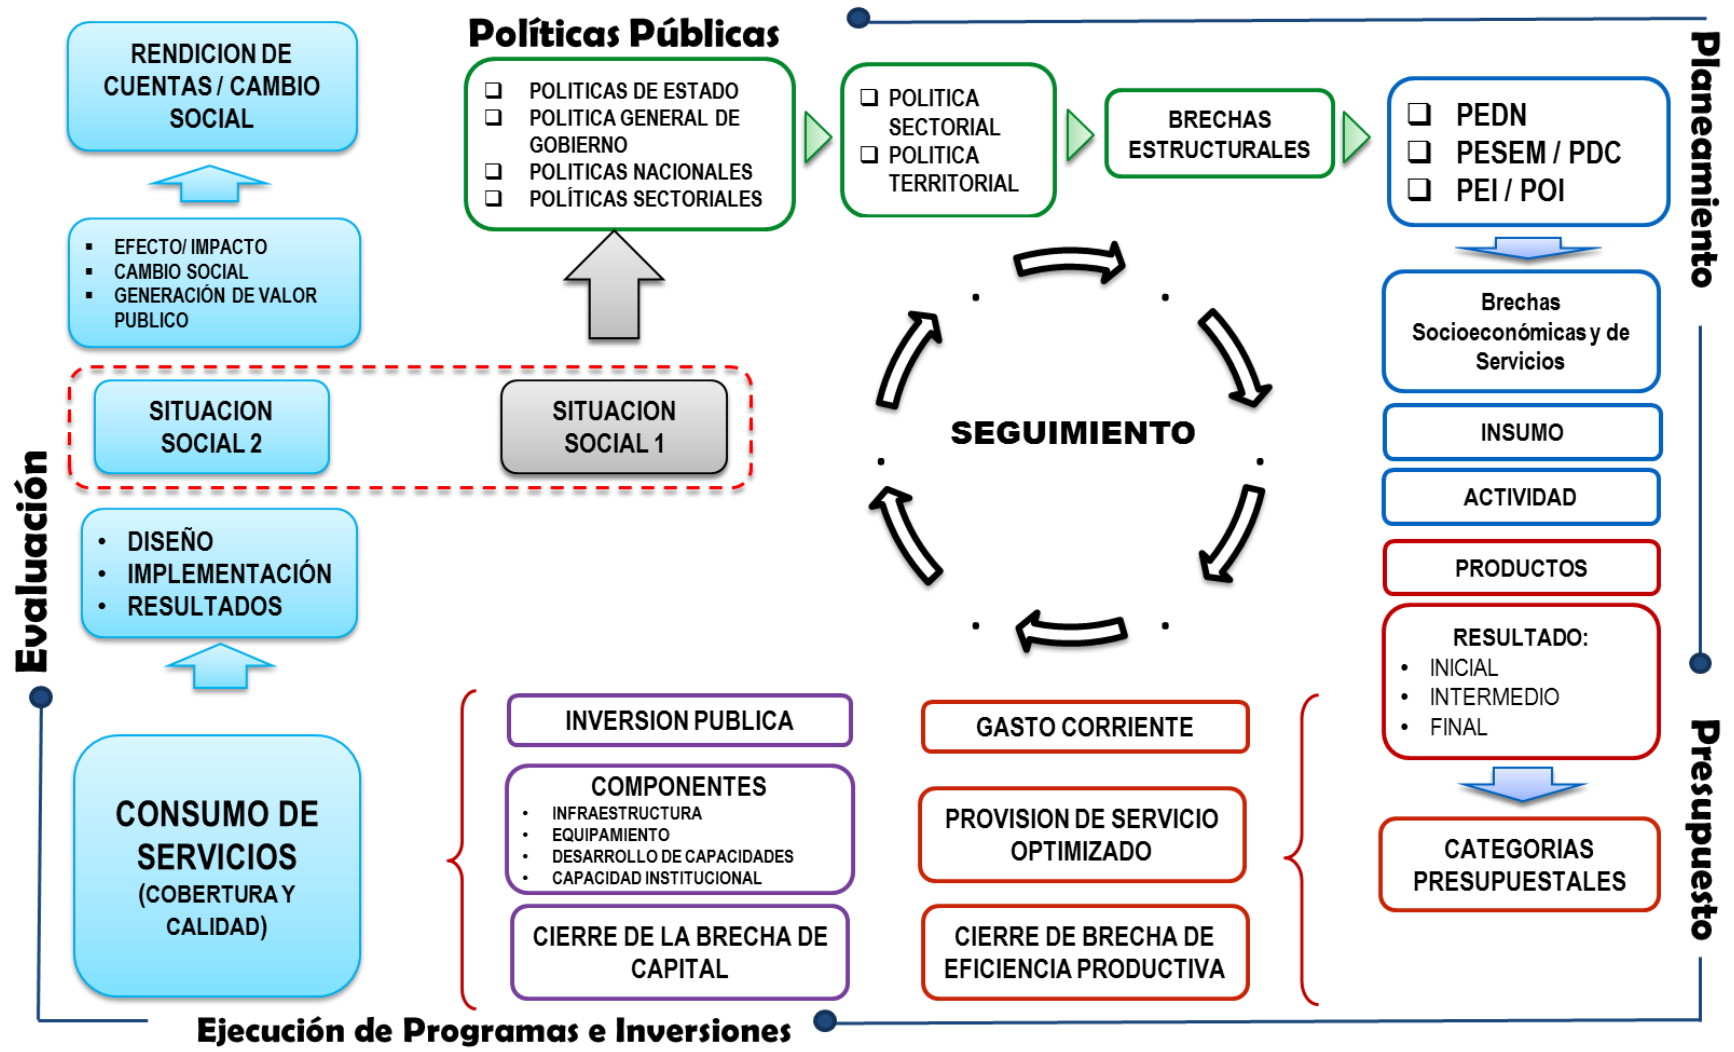 Políticas Públicas
RENDICION DE
CUENTAS / CAMBIO
SOCIAL
EFECTO/ IMPACTO
CAMBIO SOCIAL
GENERACIÓN DE VALOR
PUBLICO
POLITICAS DE ESTADO
POLITICA GENERAL DE
GOBIERNO
POLITICAS NACIONALES
POLÍTICAS SECTORIALES
POLITICA
SECTORIAL
POLITICA
TERRITORIAL
BRECHAS
ESTRUCTURALES
PEDN
PESEM / PDC
PEI / POI
Planeamiento
Brechas
Socioeconómicas y de
Servicios
INSUMO
ACTIVIDAD
PRODUCTOS
RESULTADO:
INICIAL
INTERMEDIO
FINAL
CATEGORIAS
PRESUPUESTALES
Presupuesto
SEGUIMIENTO
SITUACION
SOCIAL 2
SITUACION
SOCIAL 1
DISEÑO
IMPLEMENTACIÓN
RESULTADOS
Evaluación
CONSUMO DE
SERVICIOS
(COBERTURA Y
CALIDAD)
INVERSION PUBLICA
COMPONENTES
INFRAESTRUCTURA
EQUIPAMIENTO
DESARROLLO DE CAPACIDADES
CAPACIDAD INSTITUCIONAL
CIERRE DE LA BRECHA DE
CAPITAL
GASTO CORRIENTE
PROVISION DE SERVICIO
OPTIMIZADO
CIERRE DE BRECHA DE
EFICIENCIA PRODUCTIVA
Ejecución de Programas e Inversiones